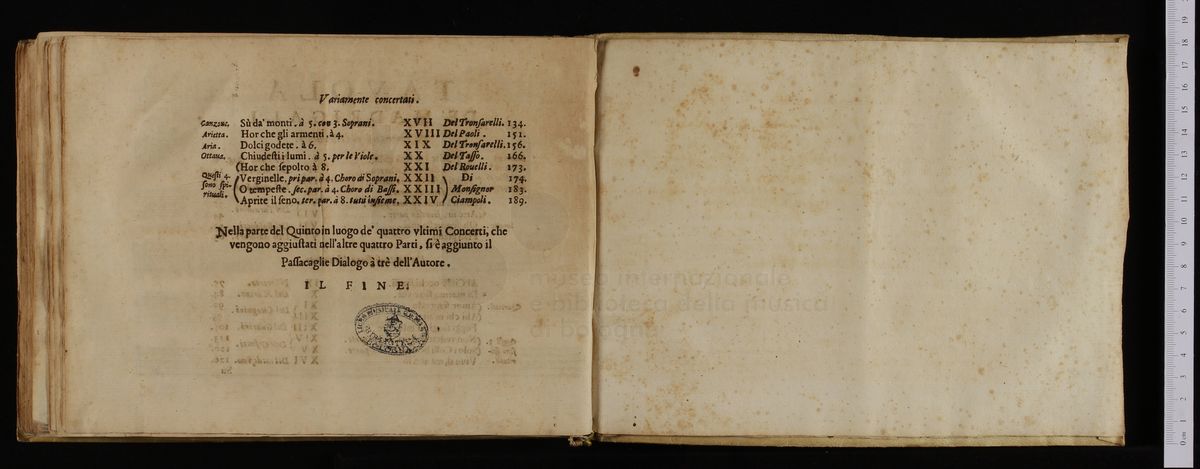 Variamente concertati.
Canzone. Sù da' monti. à 5. con 3. Soprani. XVII Del Tronsarelli. 134.
Arietta. Hor che gli armenti. à 4. XVIII Del Paoli. 151.
Aria. Dolci godete. à 6. XIX Del Tronsarelli. 156.
Ottaua. Chiudesti i lumi. à 5. per le Viole. XX Del Tasso. 166.
(Hor che sepolto à 8. XXI Del Rouelli. 173.
Questi 4. sono spirituali. Verginelle, pri par. à 4. Choro di Soprani. XXII Di 174.
O tempeste. sec. par. à 4. Choro di Bassi. XXIII Monsignor 183.
Aprite il seno. ter. par. à 8. tutti insieme. XXIV Ciampoli. 189.
Nella parte del Quinto in luogo de' quattro vltimi Concerti, che
vengono aggiustati nell'altre quattro Parti, si è aggiunto il
Passacaglie Dialogo à trè dell'Autore.
IL FINE.
museo internazionale
e biblioteca della musica
di bologna